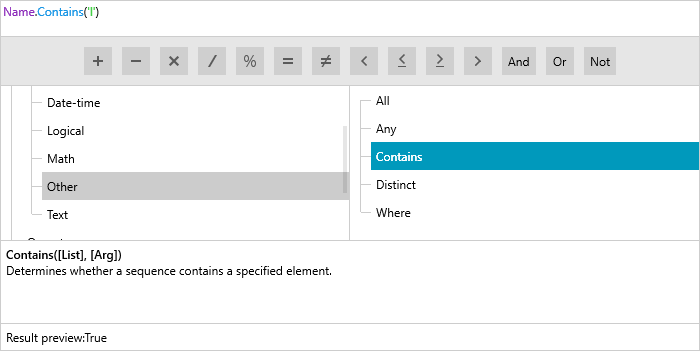 Name.Contains('l')
+ − × / % = ≠ < ≤ ≥ > And Or Not
Date-time
Logical
Math
Other
Text
All
Any
Contains
Distinct
Where
Contains([List], [Arg])
Determines whether a sequence contains a specified element.
Result preview:True